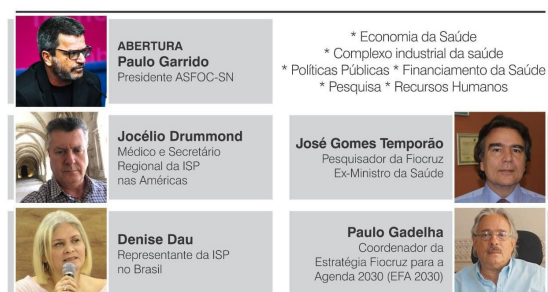 ABERTURA
Paulo Garrido
Presidente ASFOC-SN
* Economia da Saúde
* Complexo industrial da saúde
* Políticas Públicas * Financiamento da Saúde
* Pesquisa * Recursos Humanos
Jocélio Drummond
Médico e Secretário
Regional da ISP
nas Américas
José Gomes Temporão
Pesquisador da Fiocruz
Ex-Ministro da Saúde
Denise Dau
Representante da ISP
no Brasil
Paulo Gadelha
Coordenador da
Estratégia Fiocruz para a
Agenda 2030 (EFA 2030)